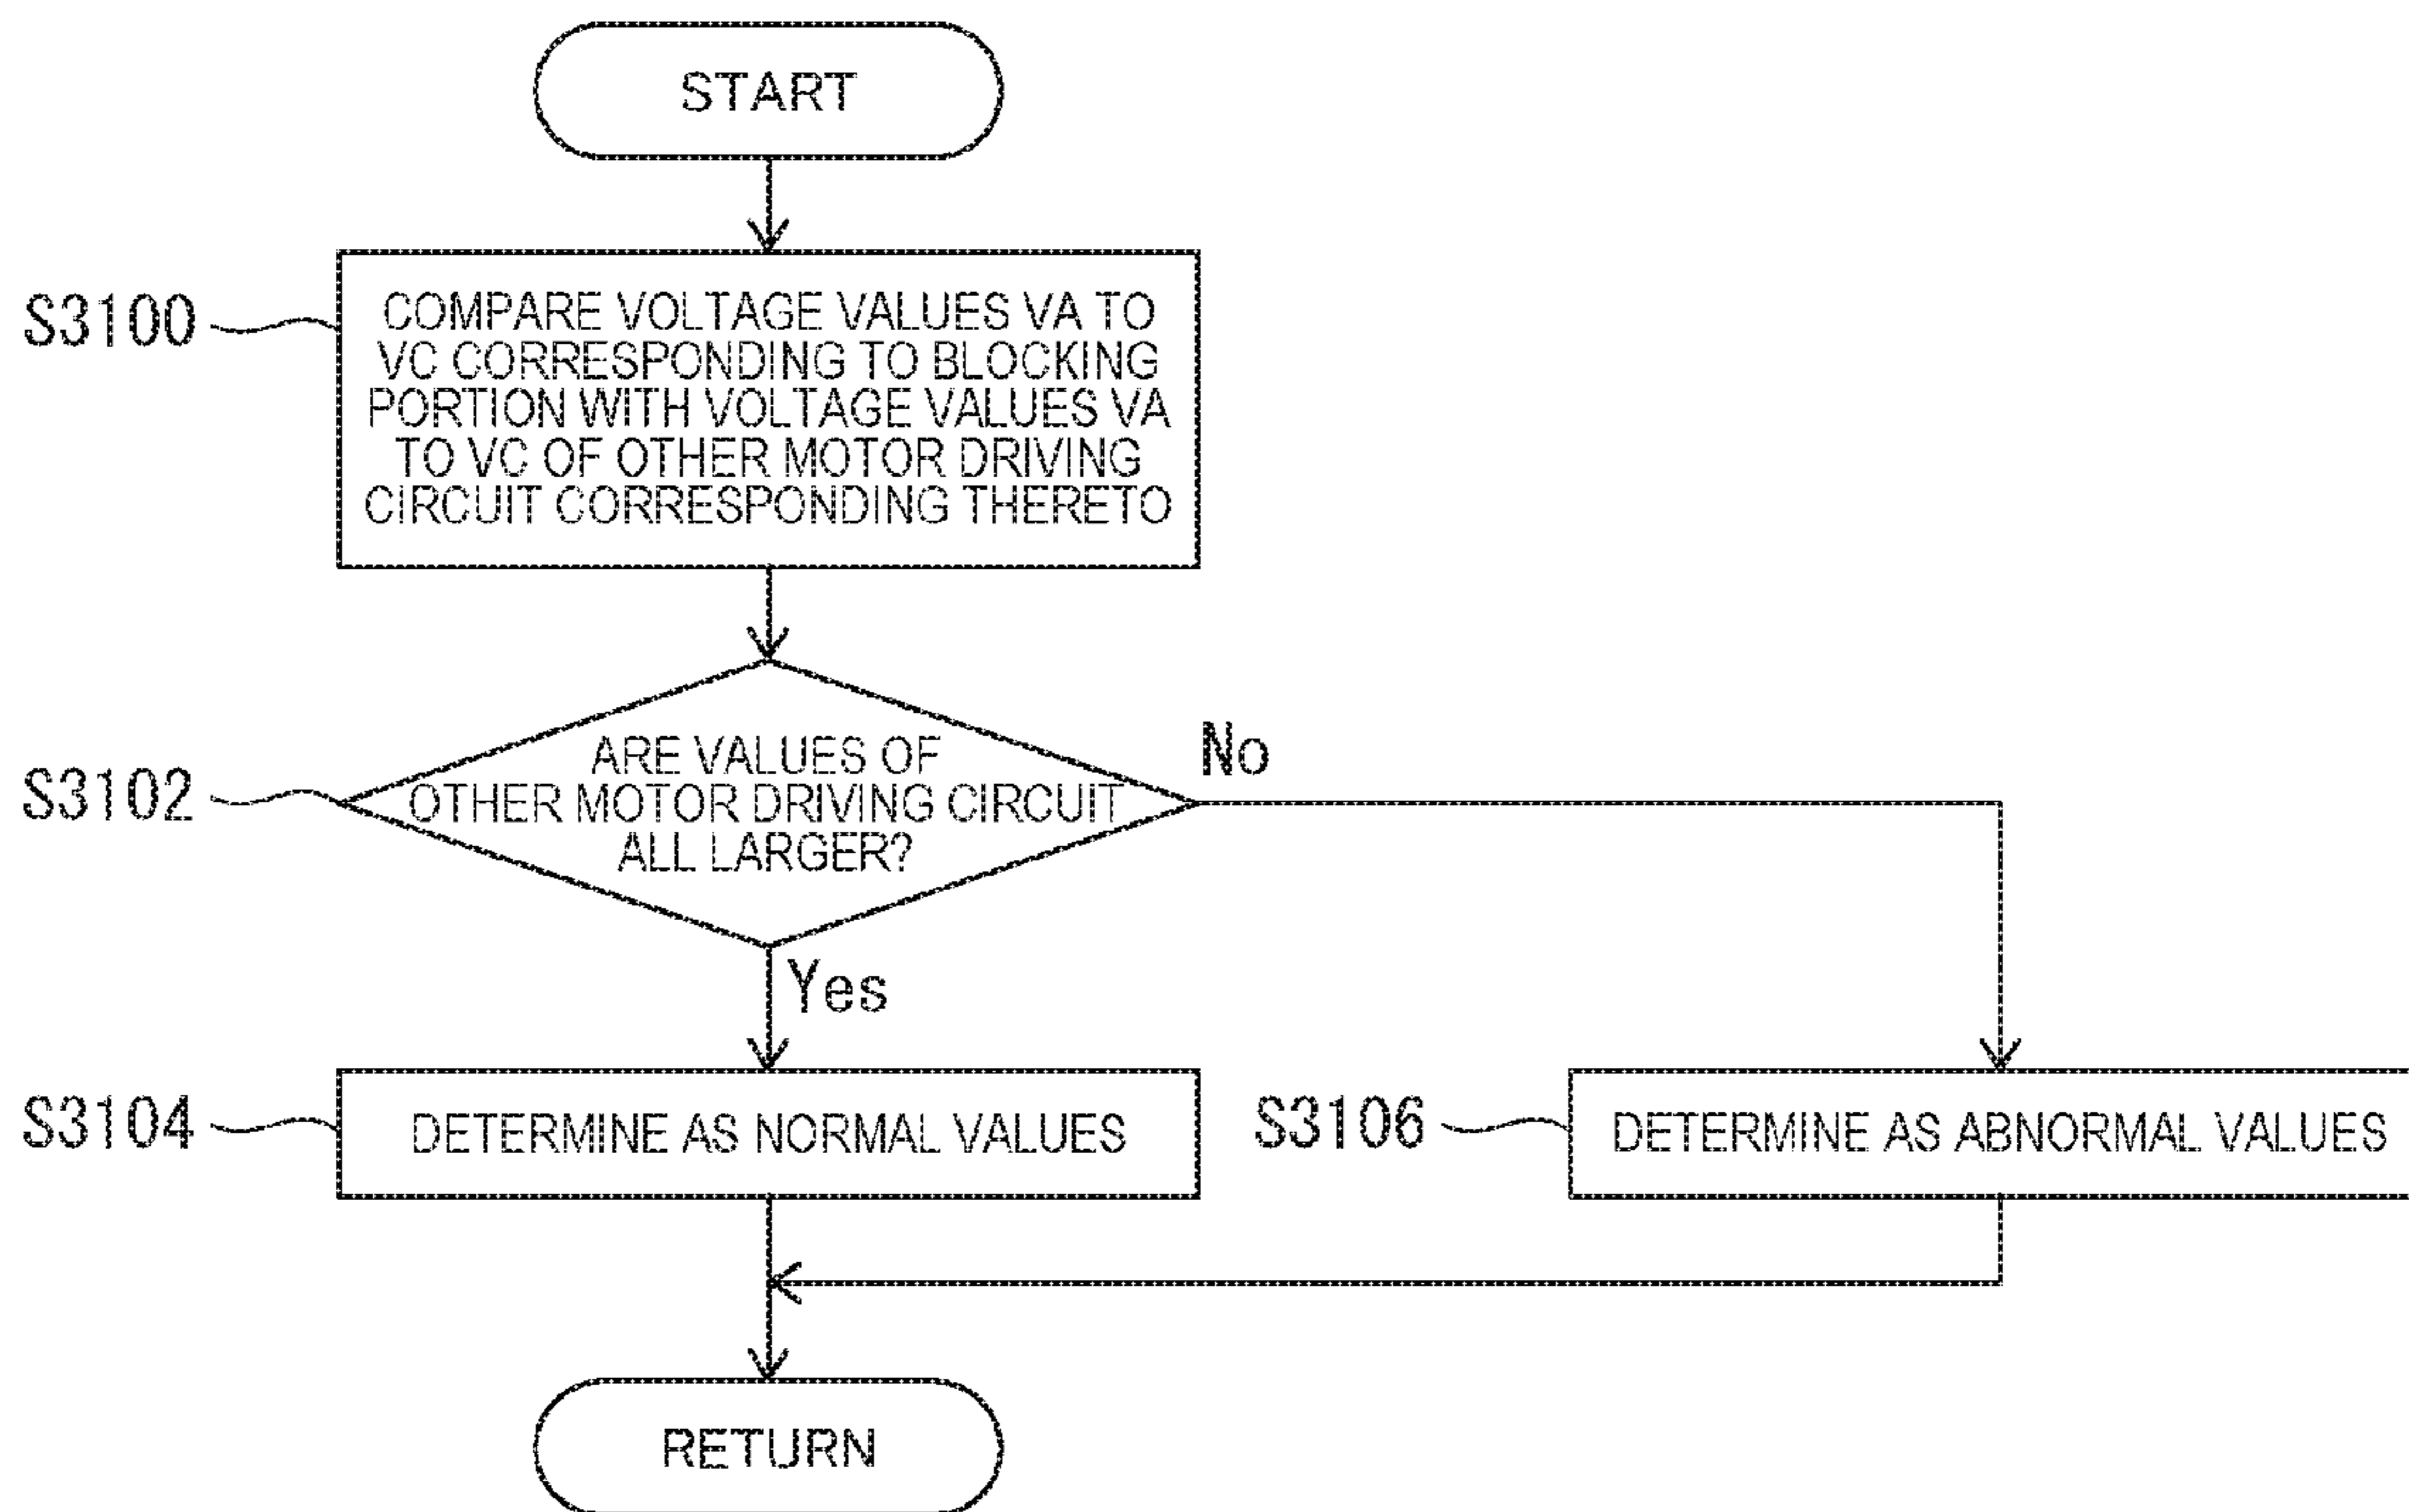 START
S3100
COMPARE VOLTAGE VALUES VA TO
VC CORRESPONDING TO BLOCKING
PORTION WITH VOLTAGE VALUES VA
TO VC OF OTHER MOTOR DRIVING
CIRCUIT CORRESPONDING THERETO
S3102
ARE VALUES OF
OTHER MOTOR DRIVING CIRCUIT
ALL LARGER?
No
Yes
S3104
DETERMINE AS NORMAL VALUES
S3106
DETERMINE AS ABNORMAL VALUES
RETURN